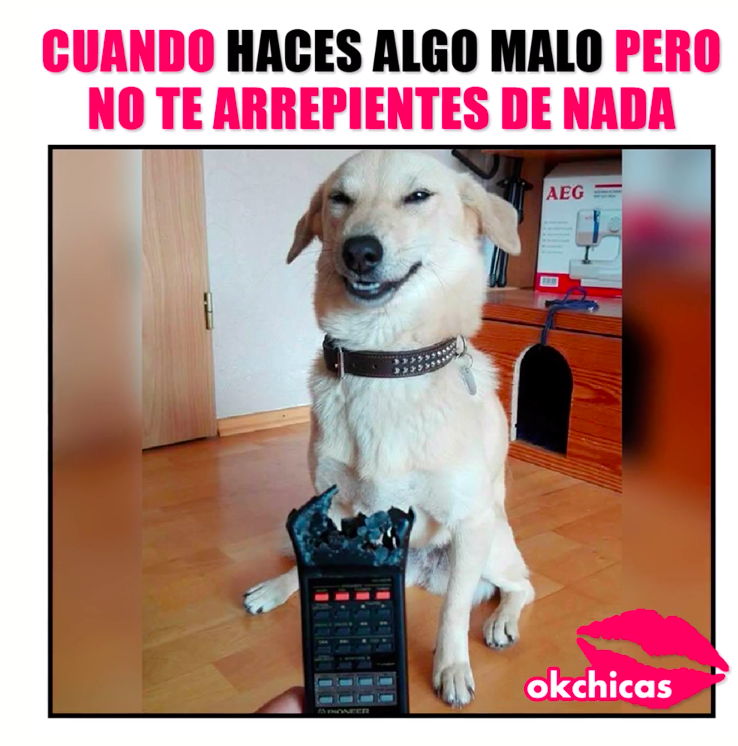 CUANDO HACES ALGO MALO PERO
NO TE ARREPIENTES DE NADA
AEG
PIONEER
okchicas